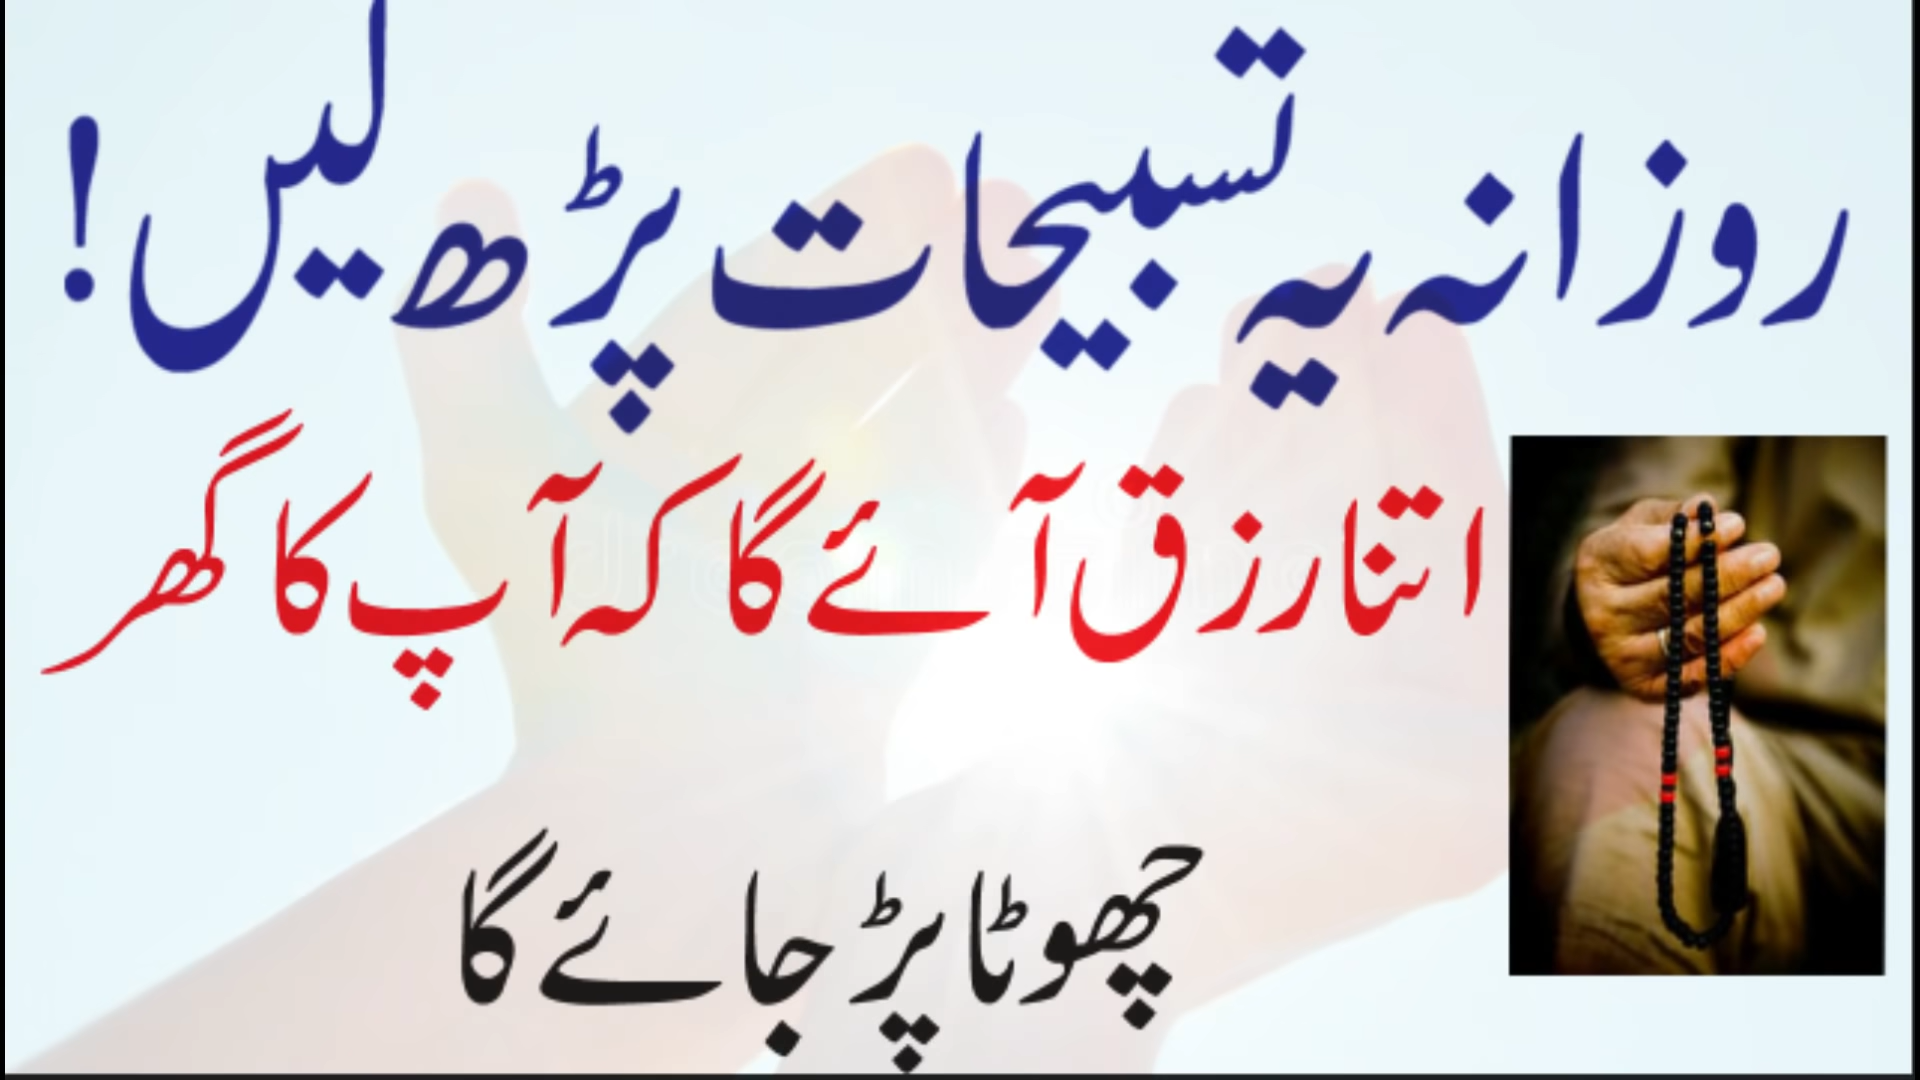 روزانہ یہ تسبیحات پڑھ لیں!
اتنا رزق آئے گا کہ آپ کا گھر
چھوٹا پڑ جائے گا